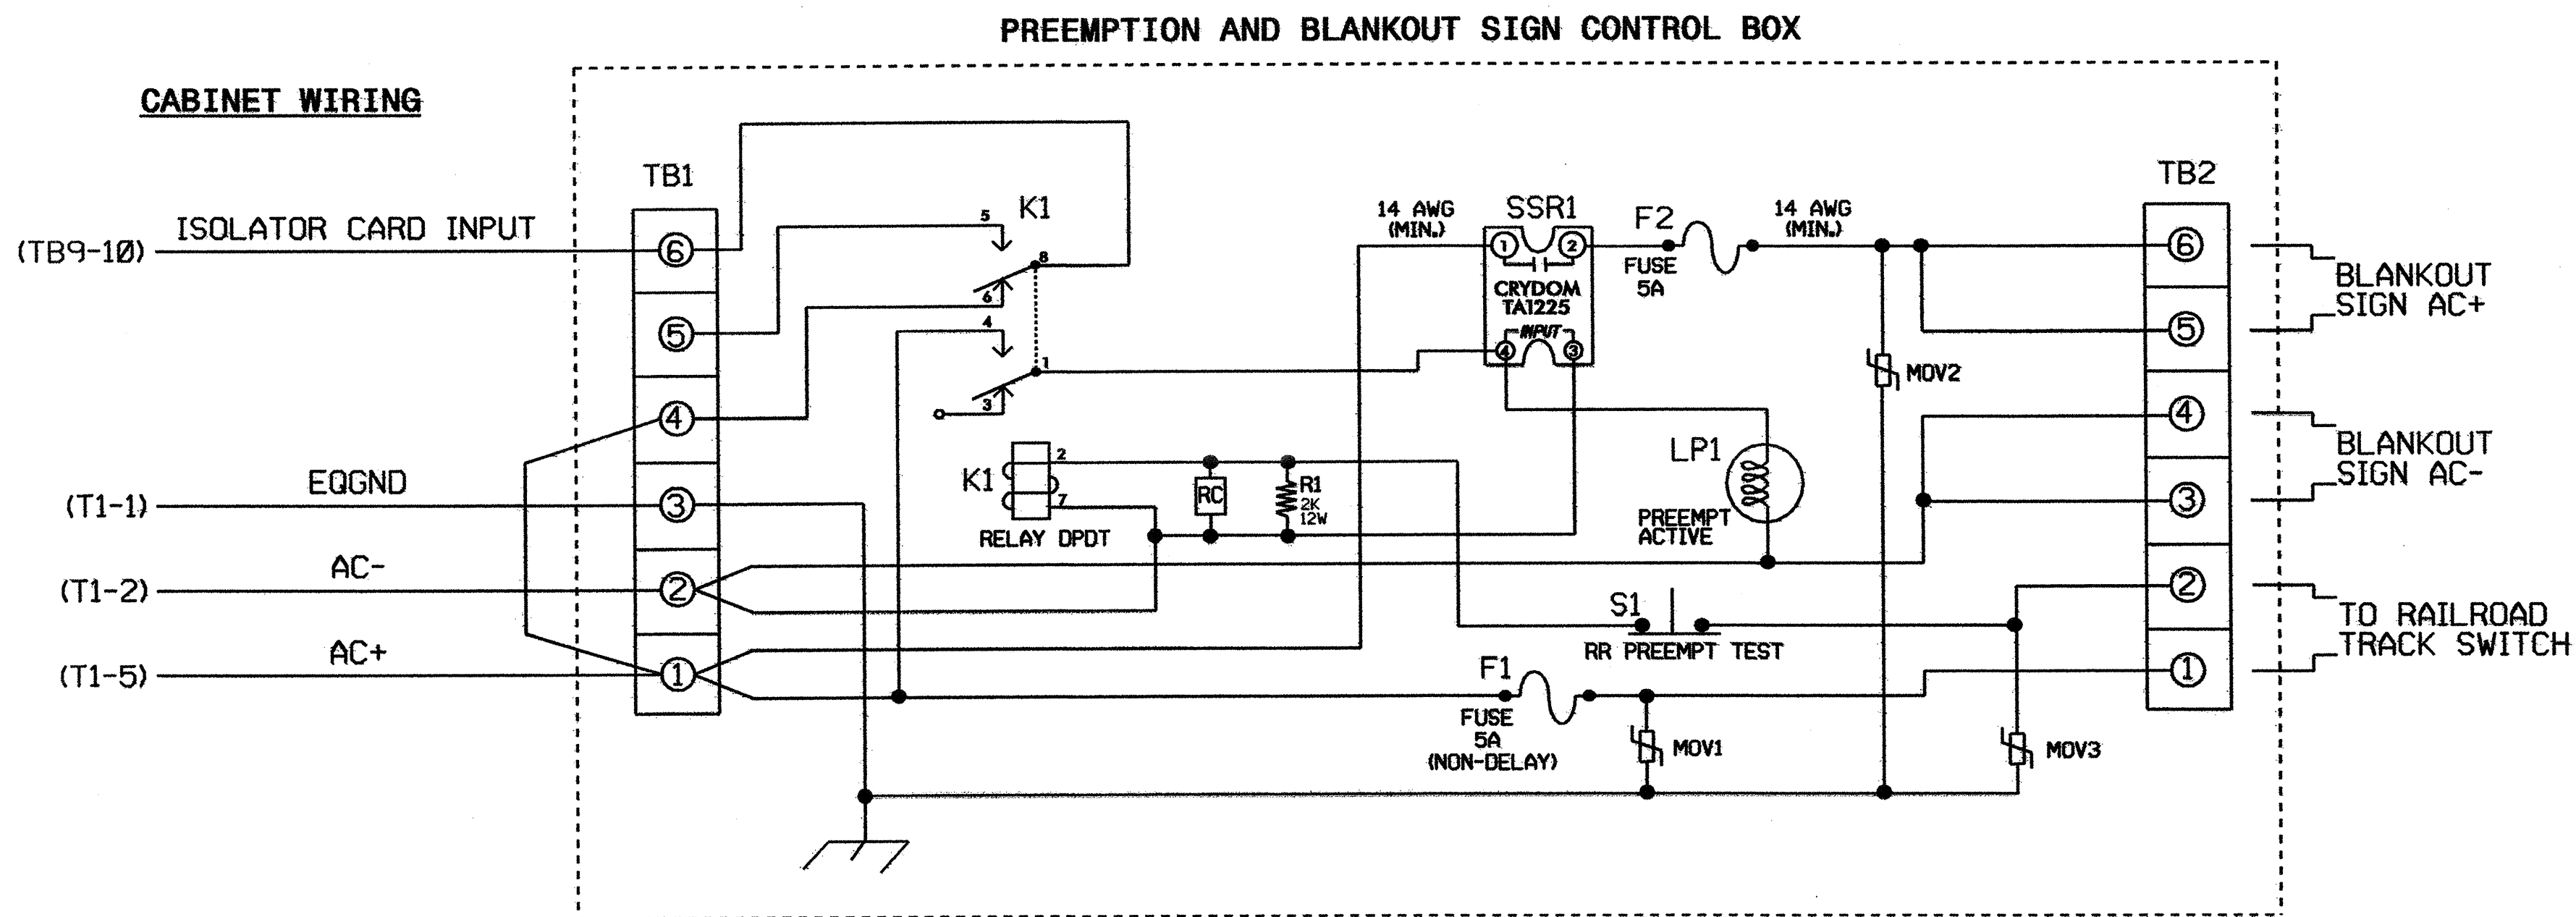 PREEMPTION AND BLANKOUT SIGN CONTROL BOX
CABINET WIRING
TB1
(TB9-10)
ISOLATOR CARD INPUT
6
5
4
(T1-1)
EQGND
3
(T1-2)
AC-
2
(T1-5)
AC+
1
K1
5
8
6
4
1
3
K1
2
7
RELAY DPDT
RC
R1
2K
12W
14 AWG
(MIN.)
SSR1
1
2
CRYDOM
TA1225
INPUT
4
3
F2
FUSE
5A
14 AWG
(MIN.)
MOV2
LP1
PREEMPT
ACTIVE
S1
RR PREEMPT TEST
F1
FUSE
5A
(NON-DELAY)
MOV1
MOV3
TB2
6
5
4
3
2
1
BLANKOUT
SIGN AC+
BLANKOUT
SIGN AC-
TO RAILROAD
TRACK SWITCH